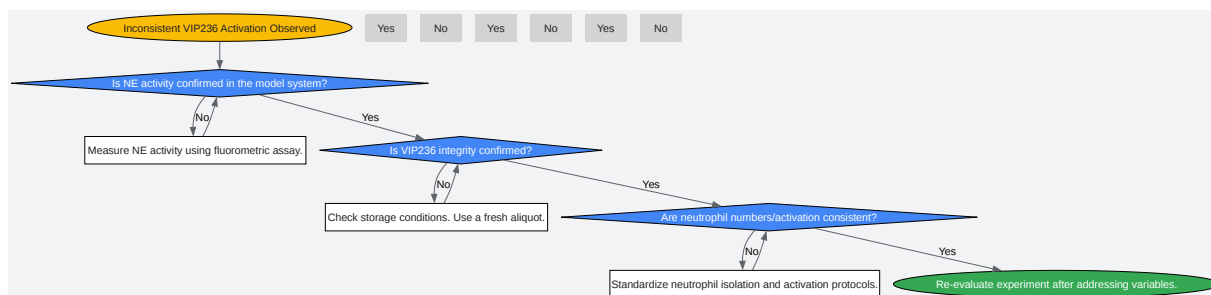 Inconsistent VIP236 Activation Observed
Yes
No
Yes
No
Yes
No
Is NE activity confirmed in the model system?
No
Yes
Measure NE activity using fluorometric assay.
Is VIP236 integrity confirmed?
No
Yes
Check storage conditions. Use a fresh aliquot.
Are neutrophil numbers/activation consistent?
No
Yes
Standardize neutrophil isolation and activation protocols.
Re-evaluate experiment after addressing variables.